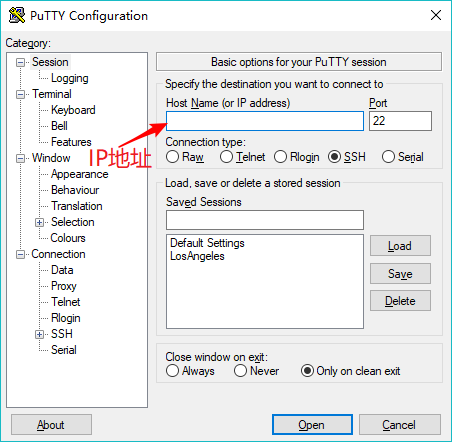 PuTTY Configuration
Category:
Session
Logging
Terminal
Keyboard
Bell
Features
Window
Appearance
Behaviour
Translation
Selection
Colours
Connection
Data
Proxy
Telnet
Rlogin
SSH
Serial
Basic options for your PuTTY session
Specify the destination you want to connect to
Host Name (or IP address) Port
22
IP地址
Connection type:
Raw Telnet Rlogin SSH Serial
Load, save or delete a stored session
Saved Sessions
Default Settings
LosAngeles
Load
Save
Delete
Close window on exit:
Always Never Only on clean exit
About Open Cancel